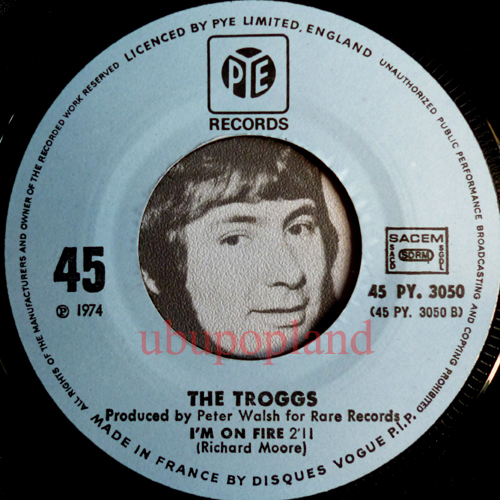 LICENCED BY PYE LIMITED, ENGLAND
UNAUTHORIZED PUBLIC PERFORMANCE BROADCASTING AND COPYING PROHIBITED
ALL RIGHTS OF THE MANUFACTURERS AND OWNER OF THE RECORDED WORK RESERVED
PYE
RECORDS
45
℗ 1974
SACEM
SACD SDRM SGDL
45 PY. 3050
(45 PY. 3050 B)
ubupopland
THE TROGGS
Produced by Peter Walsh for Rare Records
I'M ON FIRE 2'11
(Richard Moore)
MADE IN FRANCE BY DISQUES VOGUE P.I.P.